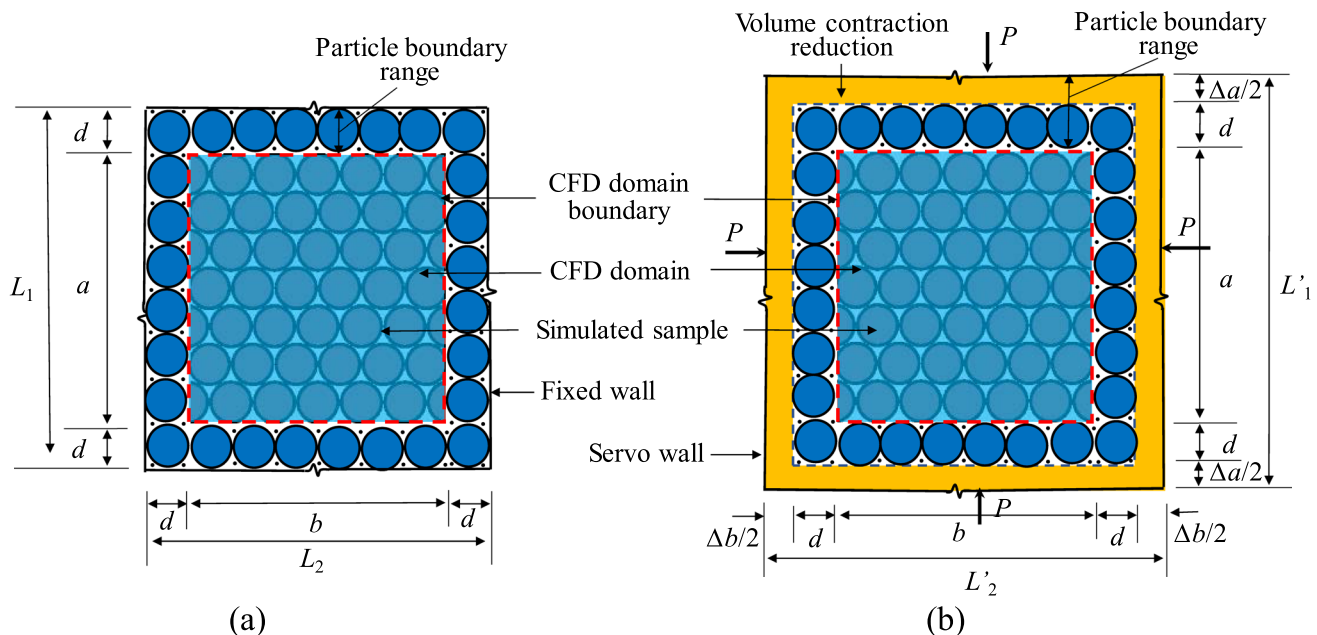 Particle boundary
range
d
a
d
L₁
d
b
d
L₂
(a)
CFD domain
boundary
CFD domain
Simulated sample
Fixed wall
Servo wall
Volume contraction
reduction
P
Particle boundary
range
Δa/2
d
P
P
a
L'₁
d
Δa/2
P
Δb/2
d
b
d
Δb/2
L'₂
(b)